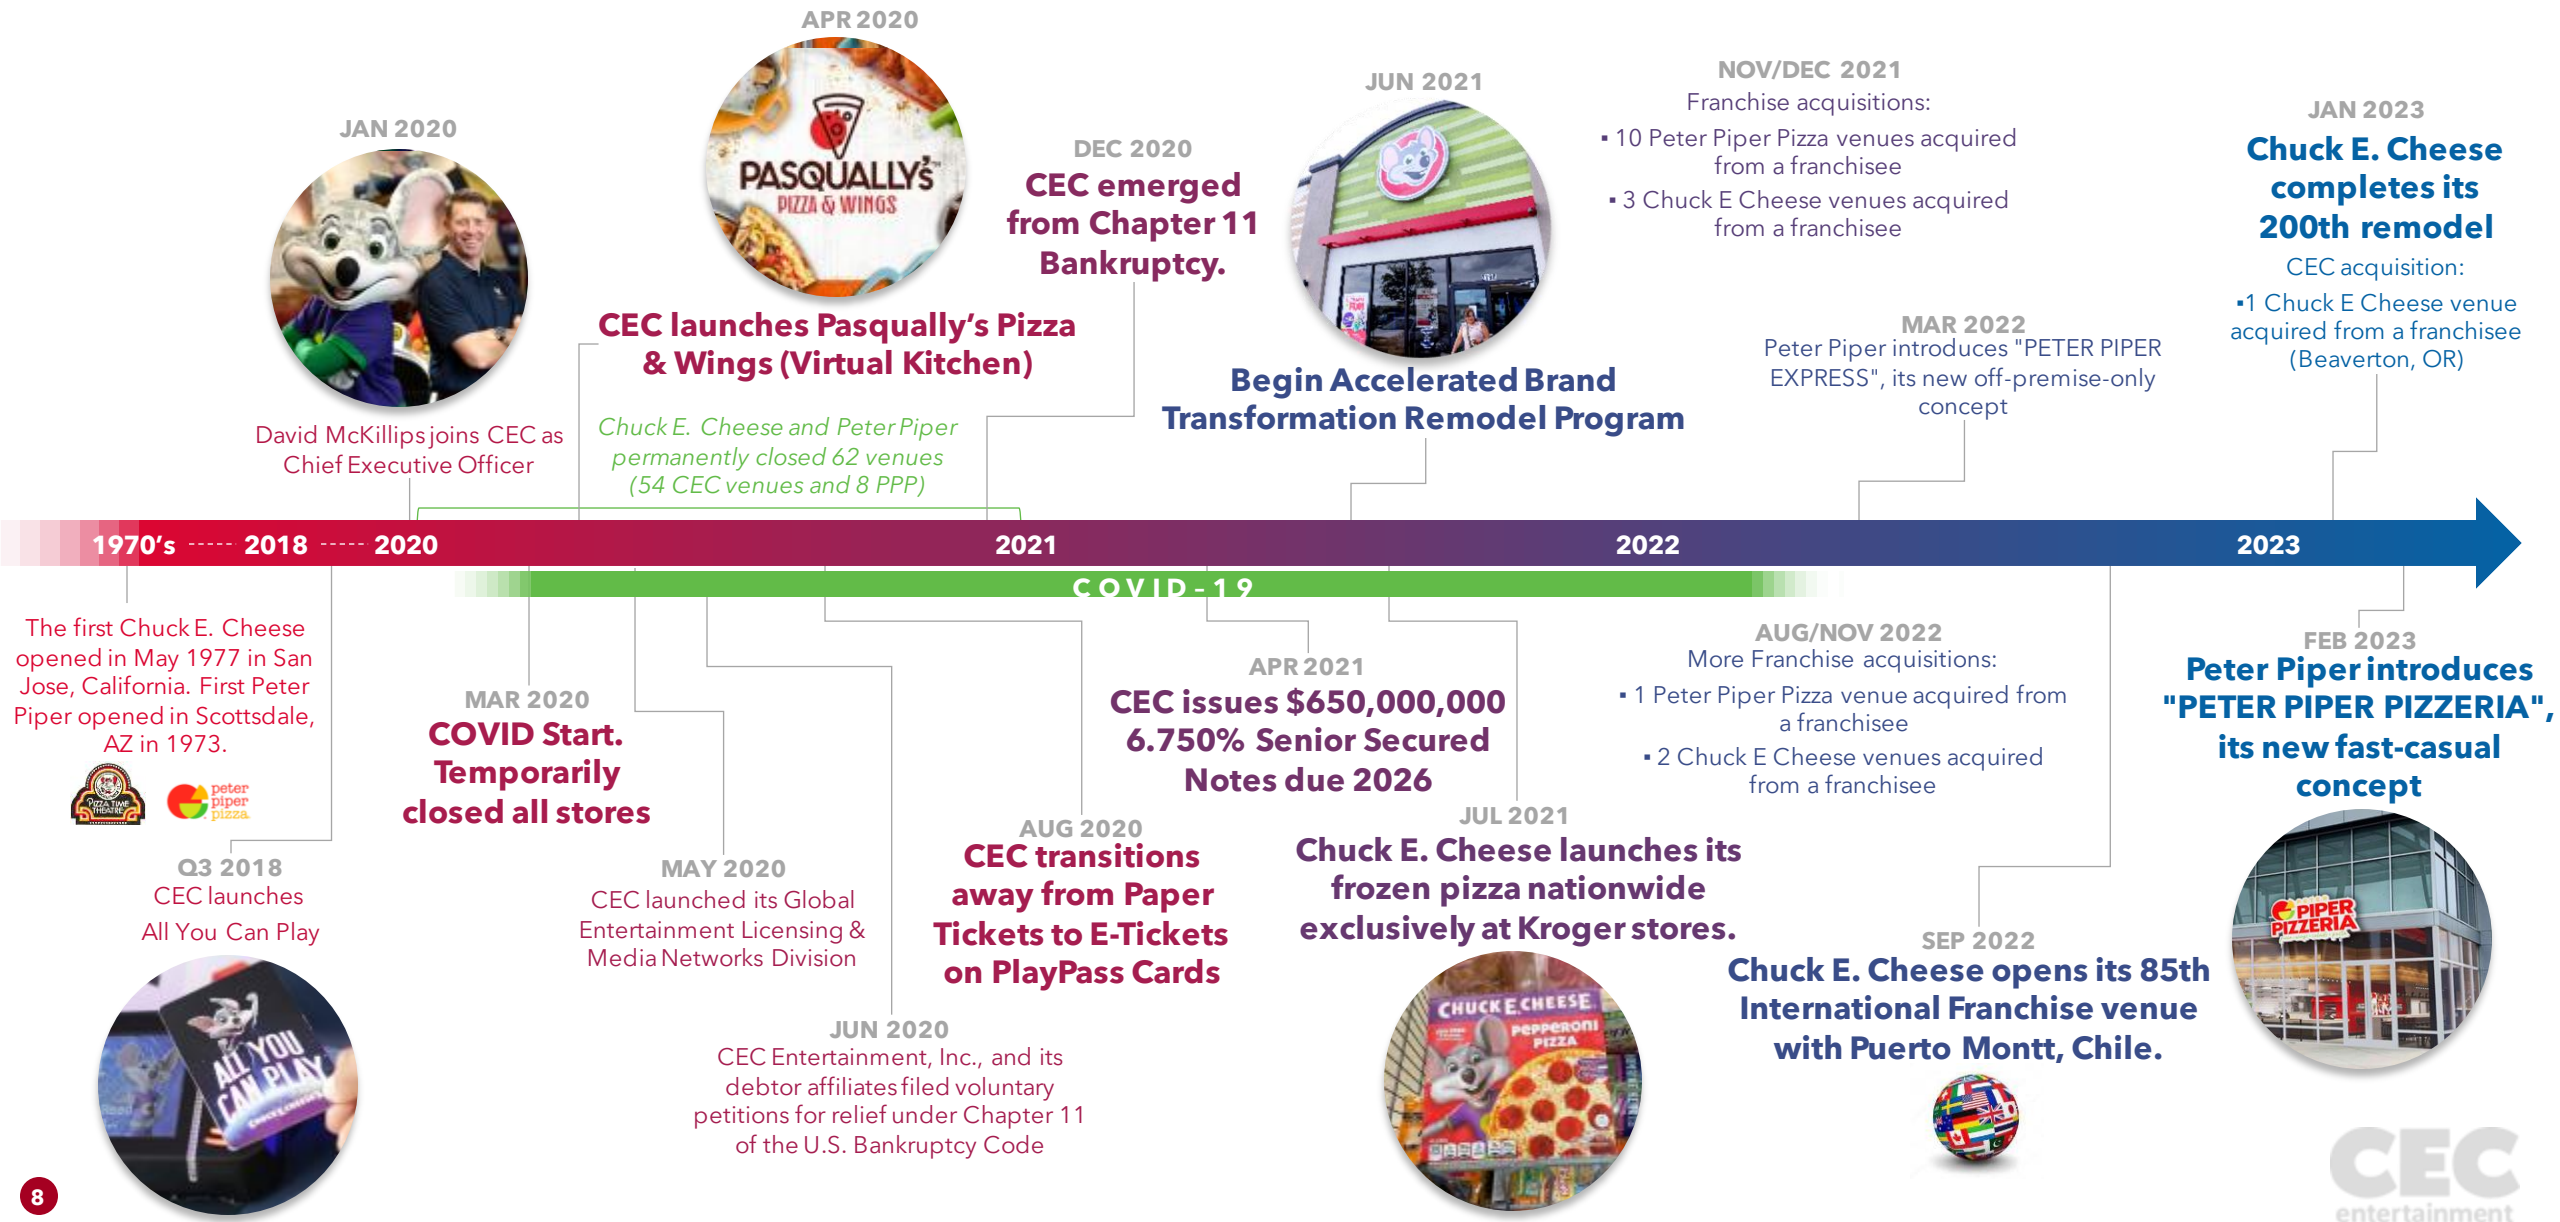 APR 2020
PASQUALLY'S
PIZZA & WINGS
CEC launches Pasqually's Pizza
& Wings (Virtual Kitchen)
JAN 2020
David McKillips joins CEC as
Chief Executive Officer
Chuck E. Cheese and Peter Piper
permanently closed 62 venues
(54 CEC venues and 8 PPP)
DEC 2020
CEC emerged
from Chapter 11
Bankruptcy.
JUN 2021
Begin Accelerated Brand
Transformation Remodel Program
NOV/DEC 2021
Franchise acquisitions:
▪ 10 Peter Piper Pizza venues acquired
from a franchisee
▪ 3 Chuck E Cheese venues acquired
from a franchisee
MAR 2022
Peter Piper introduces "PETER PIPER
EXPRESS", its new off-premise-only
concept
JAN 2023
Chuck E. Cheese
completes its
200th remodel
CEC acquisition:
▪1 Chuck E Cheese venue
acquired from a franchisee
(Beaverton, OR)
1970's ----- 2018 ----- 2020 2021 2022 2023
COVID-19
The first Chuck E. Cheese
opened in May 1977 in San
Jose, California. First Peter
Piper opened in Scottsdale,
AZ in 1973.
PIZZA TIME
THEATRE
peter
piper
pizza
Q3 2018
CEC launches
All You Can Play
ALL YOU
CAN PLAY
CHUCK E. CHEESE
MAR 2020
COVID Start.
Temporarily
closed all stores
MAY 2020
CEC launched its Global
Entertainment Licensing &
Media Networks Division
JUN 2020
CEC Entertainment, Inc., and its
debtor affiliates filed voluntary
petitions for relief under Chapter 11
of the U.S. Bankruptcy Code
AUG 2020
CEC transitions
away from Paper
Tickets to E-Tickets
on PlayPass Cards
APR 2021
CEC issues $650,000,000
6.750% Senior Secured
Notes due 2026
JUL 2021
Chuck E. Cheese launches its
frozen pizza nationwide
exclusively at Kroger stores.
CHUCK E. CHEESE
PEPPERONI
PIZZA
AUG/NOV 2022
More Franchise acquisitions:
▪ 1 Peter Piper Pizza venue acquired from
a franchisee
▪ 2 Chuck E Cheese venues acquired
from a franchisee
SEP 2022
Chuck E. Cheese opens its 85th
International Franchise venue
with Puerto Montt, Chile.
FEB 2023
Peter Piper introduces
"PETER PIPER PIZZERIA",
its new fast-casual
concept
PIPER
PIZZERIA
8
CEC
entertainment